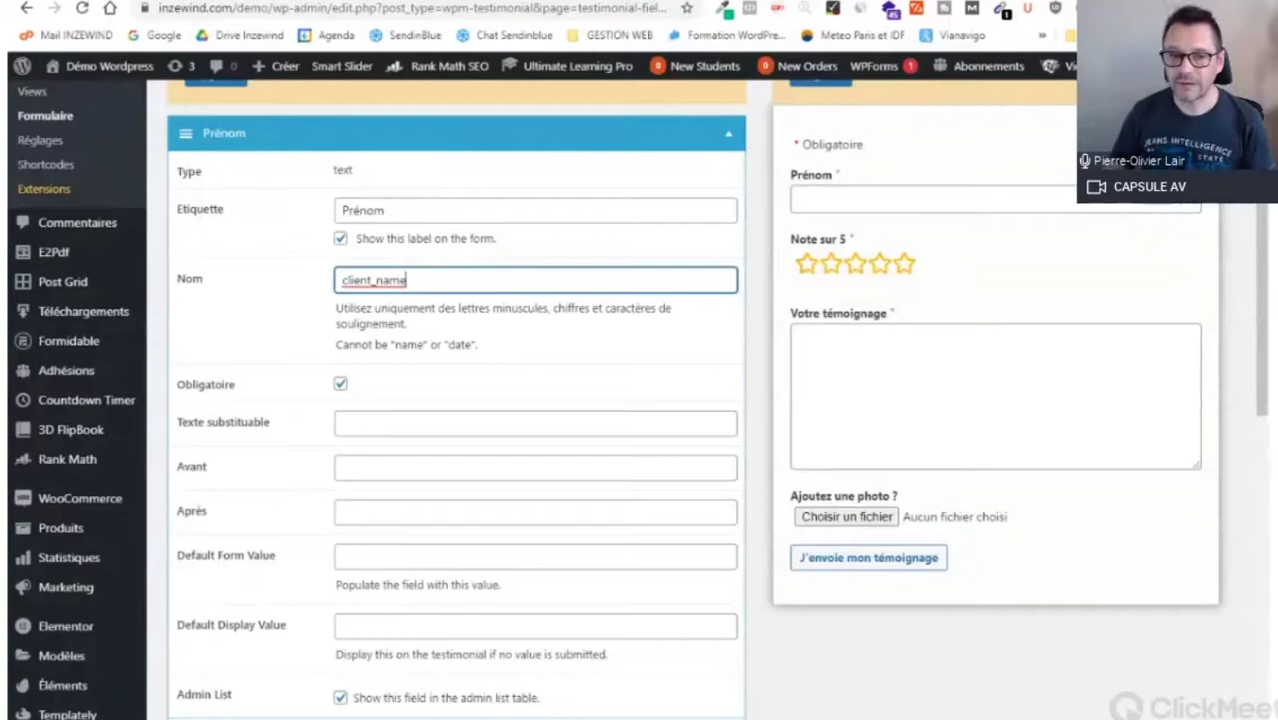 inzewind.com/demo/wp-admin/edit.php?post_type=wpm-testimonial&page=testimonial-fiel...
Mail INZEWIND
Google
Drive Inzewind
Agenda
SendinBlue
Chat Sendinblue
GESTION WEB
Formation WordPre...
Meteo Paris et IDF
Vianavigo
»
Démo Wordpress
3
0
Créer
Smart Slider
Rank Math SEO
Ultimate Learning Pro
0 New Students
0 New Orders
WPForms 1
Abonnements
Views
Formulaire
Réglages
Shortcodes
Extensions
Commentaires
E2Pdf
Post Grid
Téléchargements
Formidable
Adhésions
Countdown Timer
3D FlipBook
Rank Math
WooCommerce
Produits
Statistiques
Marketing
Elementor
Modèles
Éléments
Templately
Prénom
Type
text
Etiquette
Prénom
Show this label on the form.
Nom
client_name
Utilisez uniquement des lettres minuscules, chiffres et caractères de
soulignement.
Cannot be "name" or "date".
Obligatoire
Texte substituable
Avant
Après
Default Form Value
Populate the field with this value.
Default Display Value
Display this on the testimonial if no value is submitted.
Admin List
Show this field in the admin list table.
* Obligatoire
Prénom *
Note sur 5 *
Votre témoignage *
Ajoutez une photo ?
Choisir un fichier Aucun fichier choisi
J'envoie mon témoignage
JEANS INTELLIGENCE
STATE
Pierre-Olivier Lair
CAPSULE AV
ClickMeet